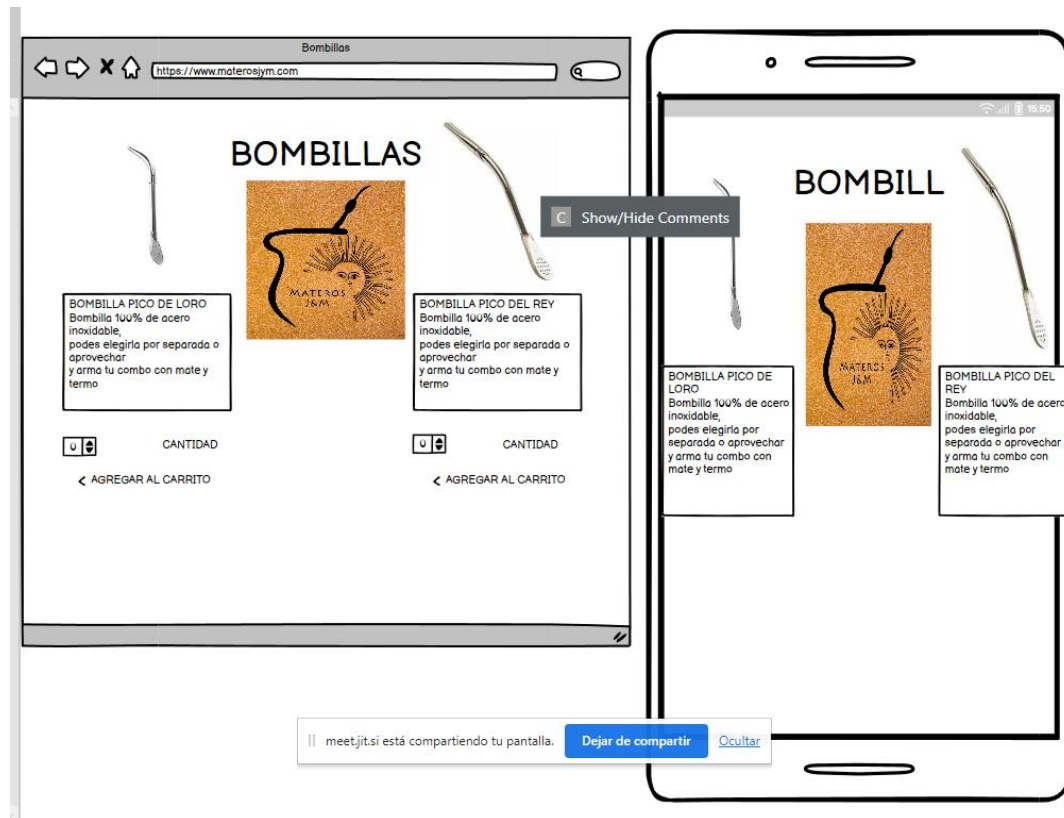 Bombillas
https://www.materosjym.com
BOMBILLAS
C Show/Hide Comments
MATEROS
J&M
BOMBILLA PICO DE LORO
Bombilla 100% de acero
inoxidable,
podes elegirla por separada o
aprovechar
y arma tu combo con mate y
termo
BOMBILLA PICO DEL REY
Bombilla 100% de acero
inoxidable,
podes elegirla por separada o
aprovechar
y arma tu combo con mate y
termo
0 CANTIDAD
0 CANTIDAD
< AGREGAR AL CARRITO
< AGREGAR AL CARRITO
15:50
BOMBILL
MATEROS
J&M
BOMBILLA PICO DE
LORO
Bombilla 100% de acero
inoxidable,
podes elegirla por
separada o aprovechar
y arma tu combo con
mate y termo
BOMBILLA PICO DEL
REY
Bombilla 100% de acero
inoxidable,
podes elegirla por
separada o aprovechar
y arma tu combo con
mate y termo
meet.jit.si está compartiendo tu pantalla.
Dejar de compartir
Ocultar